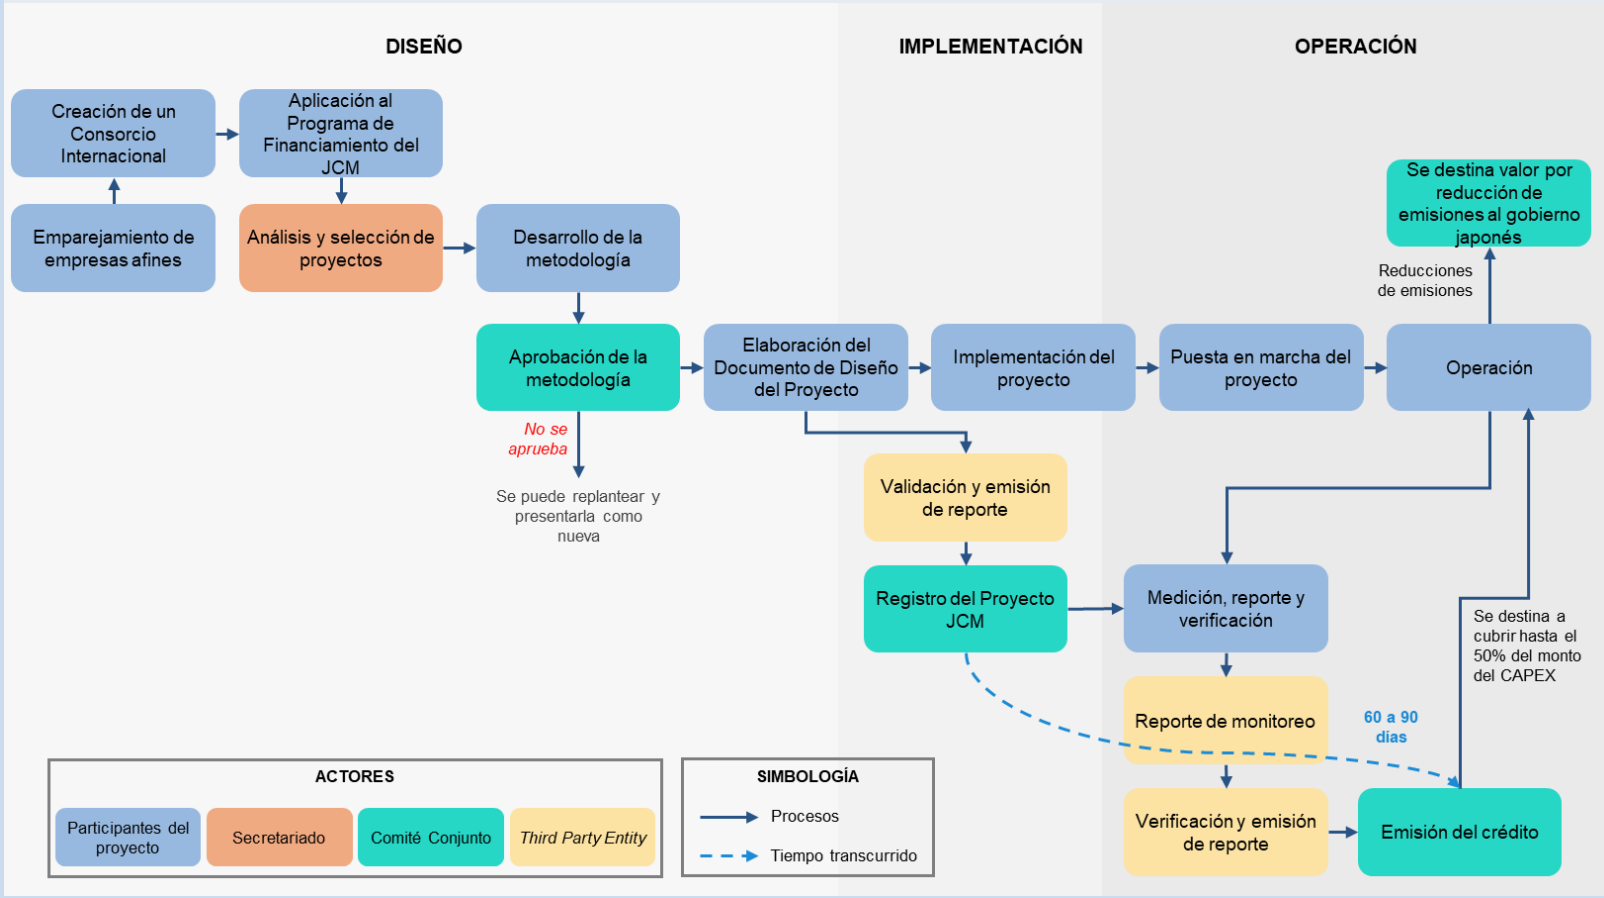 DISEÑO
IMPLEMENTACIÓN
OPERACIÓN
Creación de un
Consorcio
Internacional
Aplicación al
Programa de
Financiamiento del
JCM
Emparejamiento de
empresas afines
Análisis y selección de
proyectos
Desarrollo de la
metodología
Se destina valor por
reducción de
emisiones al gobierno
japonés
Reducciones
de emisiones
Aprobación de la
metodología
Elaboración del
Documento de Diseño
del Proyecto
Implementación del
proyecto
Puesta en marcha del
proyecto
Operación
No se
aprueba
Se puede replantear y
presentarla como
nueva
Validación y emisión
de reporte
Registro del Proyecto
JCM
Medición, reporte y
verificación
Se destina a
cubrir hasta el
50% del monto
del CAPEX
Reporte de monitoreo
60 a 90
dias
Verificación y emisión
de reporte
Emisión del crédito
ACTORES
Participantes del
proyecto
Secretariado
Comité Conjunto
Third Party Entity
SIMBOLOGÍA
Procesos
Tiempo transcurrido